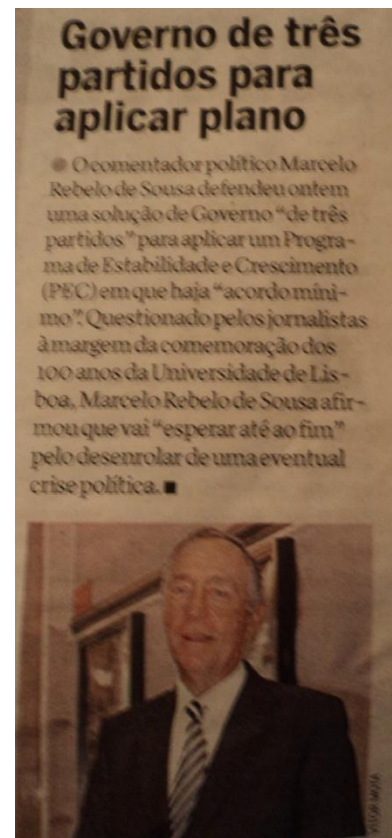 Governo de três
partidos para
aplicar plano
● O comentador político Marcelo
Rebelo de Sousa defendeu ontem
uma solução de Governo “de três
partidos” para aplicar um Progra-
ma de Estabilidade e Crescimento
(PEC) em que haja “acordo míni-
mo”. Questionado pelos jornalistas
à margem da comemoração dos
100 anos da Universidade de Lis-
boa, Marcelo Rebelo de Sousa afir-
mou que vai “esperar até ao fim”
pelo desenrolar de uma eventual
crise política. ■